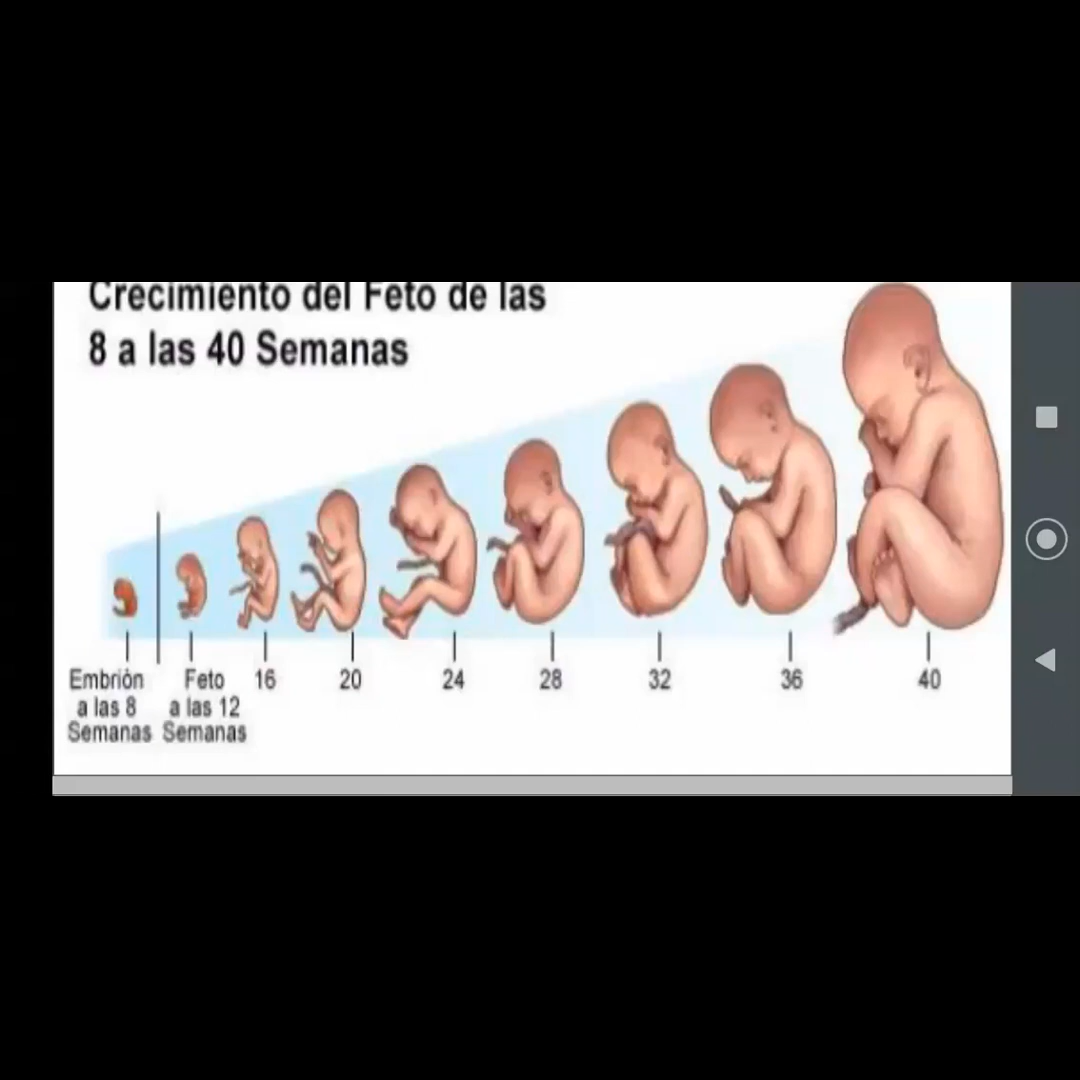 Crecimiento del Feto de las
8 a las 40 Semanas
Embriòn
a las 8
Semanas
Feto
a las 12
Semanas
16
20
24
28
32
36
40